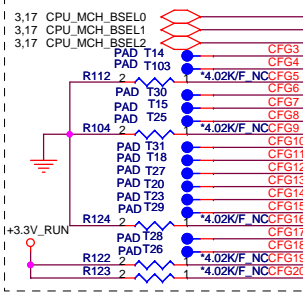 3,17 CPU_MCH_BSEL0
3,17 CPU_MCH_BSEL1
3,17 CPU_MCH_BSEL2
PAD T14 CFG3
PAD T103 CFG4
R112 2 1 *4.02K/F_NC CFG5
PAD T30 CFG6
PAD T15 CFG7
PAD T25 CFG8
R104 2 1 *4.02K/F_NC CFG9
PAD T31 CFG10
PAD T18 CFG11
PAD T27 CFG12
PAD T20 CFG13
PAD T23 CFG14
PAD T29 CFG15
R124 2 1 *4.02K/F_NC CFG16
PAD T28 CFG17
+3.3V_RUN PAD T26 CFG18
R122 2 1 *4.02K/F_NC CFG19
R123 2 1 *4.02K/F_NC CFG20